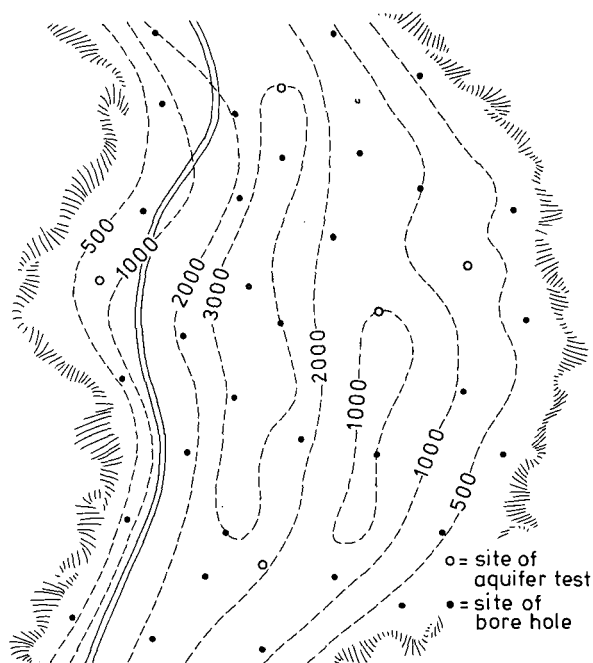 500
1000
2000
3000
2000
1000
1000
500
o = site of
aquifer test
• = site of
bore hole